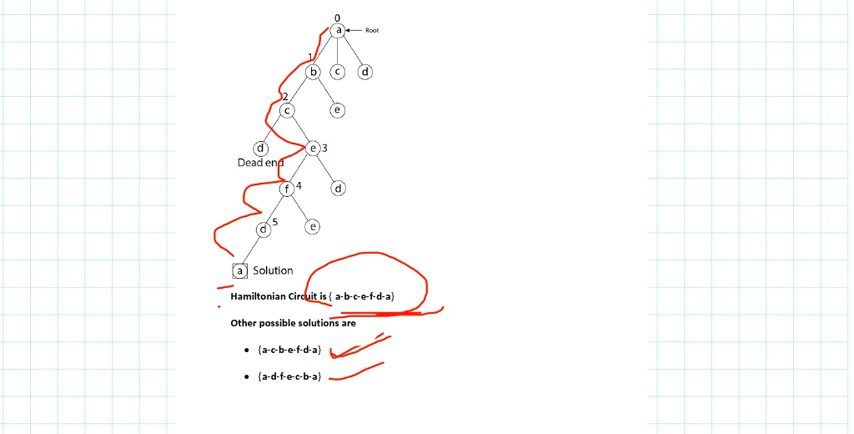 0
a Root
1
b c d
2
c e
d e 3
Dead end
f 4 d
d 5 e
a Solution
Hamiltonian Circuit is { a-b-c-e-f-d-a}
Other possible solutions are
• {a-c-b-e-f-d-a}
• {a-d-f-e-c-b-a}